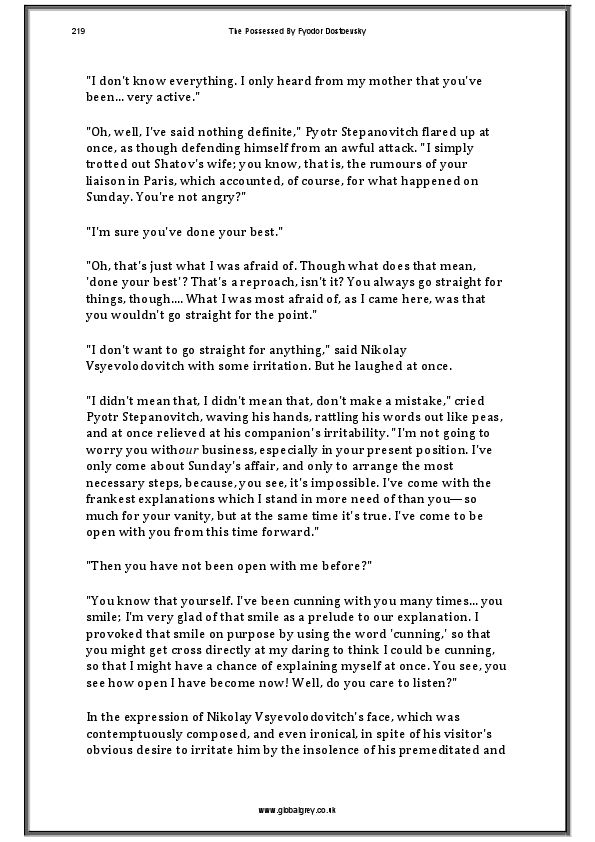 219
The Possessed By Fyodor Dostoevsky
"I don't know everything. I only heard from my mother that you've
been... very active."
"Oh, well, I've said nothing definite," Pyotr Stepanovitch flared up at
once, as though defending himself from an awful attack. "I simply
trotted out Shatov's wife; you know, that is, the rumours of your
liaison in Paris, which accounted, of course, for what happened on
Sunday. You're not angry?"
"I'm sure you've done your best."
"Oh, that's just what I was afraid of. Though what does that mean,
'done your best'? That's a reproach, isn't it? You always go straight for
things, though.... What I was most afraid of, as I came here, was that
you wouldn't go straight for the point."
"I don't want to go straight for anything," said Nikolay
Vsyevolodovitch with some irritation. But he laughed at once.
"I didn't mean that, I didn't mean that, don't make a mistake," cried
Pyotr Stepanovitch, waving his hands, rattling his words out like peas,
and at once relieved at his companion's irritability. "I'm not going to
worry you with our business, especially in your present position. I've
only come about Sunday's affair, and only to arrange the most
necessary steps, because, you see, it's impossible. I've come with the
frankest explanations which I stand in more need of than you—so
much for your vanity, but at the same time it's true. I've come to be
open with you from this time forward."
"Then you have not been open with me before?"
"You know that yourself. I've been cunning with you many times... you
smile; I'm very glad of that smile as a prelude to our explanation. I
provoked that smile on purpose by using the word 'cunning,' so that
you might get cross directly at my daring to think I could be cunning,
so that I might have a chance of explaining myself at once. You see, you
see how open I have become now! Well, do you care to listen?"
In the expression of Nikolay Vsyevolodovitch's face, which was
contemptuously composed, and even ironical, in spite of his visitor's
obvious desire to irritate him by the insolence of his premeditated and
www.globalgrey.co.uk